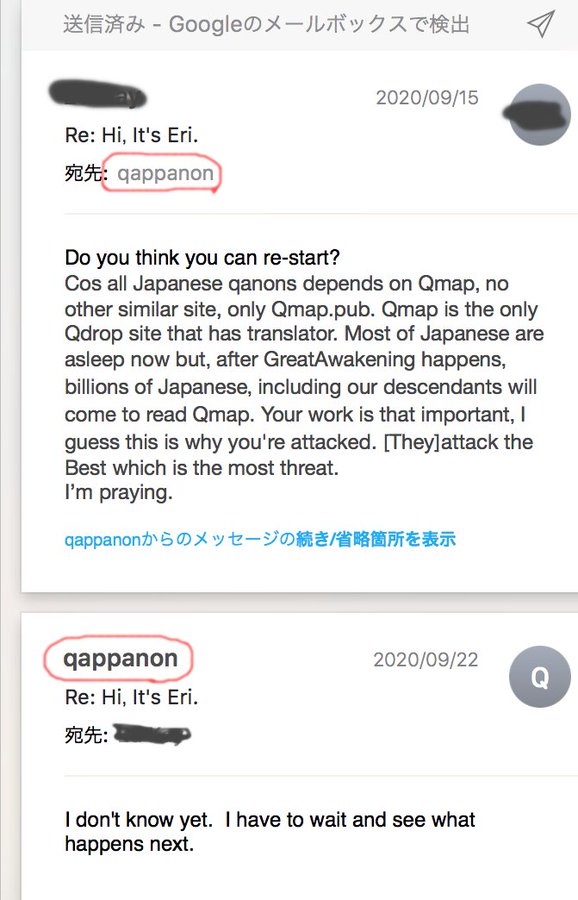 送信済み - Googleのメールボックスで検出
2020/09/15
Re: Hi, It's Eri.
宛先: qappanon
Do you think you can re-start?
Cos all Japanese qanons depends on Qmap, no
other similar site, only Qmap.pub. Qmap is the only
Qdrop site that has translator. Most of Japanese are
asleep now but, after GreatAwakening happens,
billions of Japanese, including our descendants will
come to read Qmap. Your work is that important, I
guess this is why you're attacked. [They]attack the
Best which is the most threat.
I'm praying.
qappanonからのメッセージの続き/省略箇所を表示
qappanon
2020/09/22
Q
Re: Hi, It's Eri.
宛先:
I don't know yet.  I have to wait and see what
happens next.